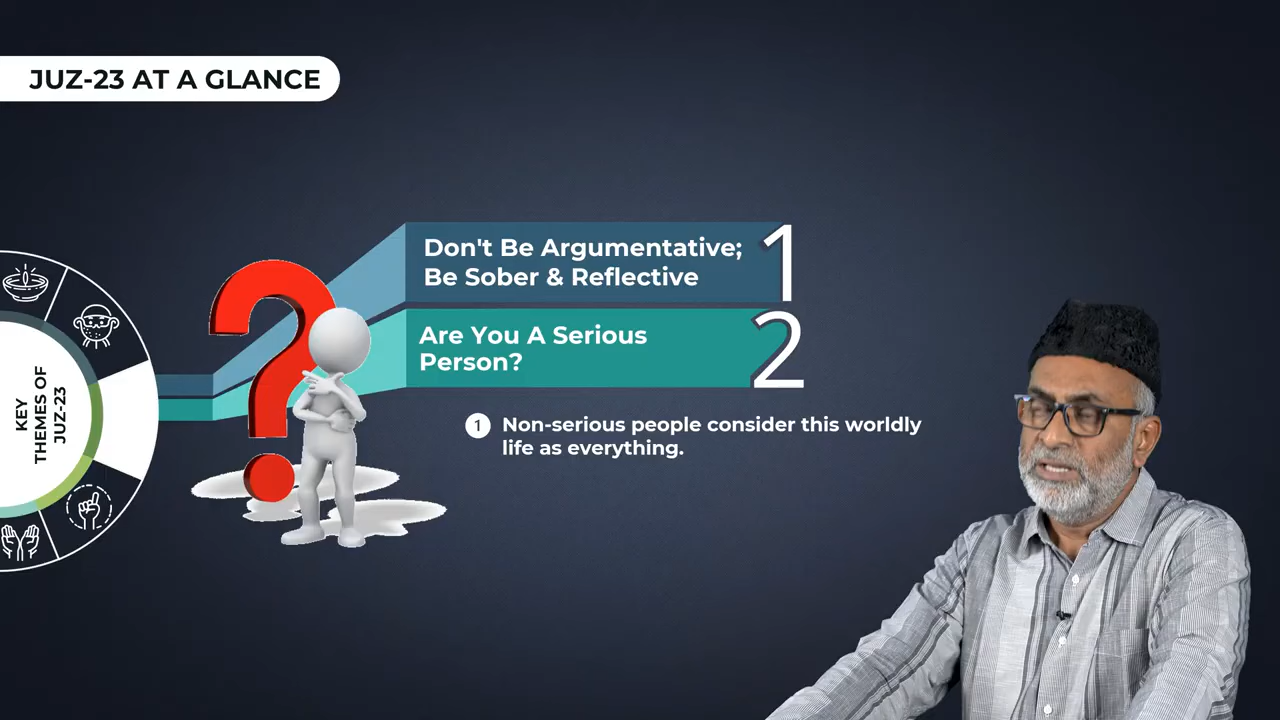 JUZ-23 AT A GLANCE
Don't Be Argumentative;
Be Sober & Reflective
1
Are You A Serious
Person?
2
1 Non-serious people consider this worldly
life as everything.
KEY
THEMES OF
JUZ-23